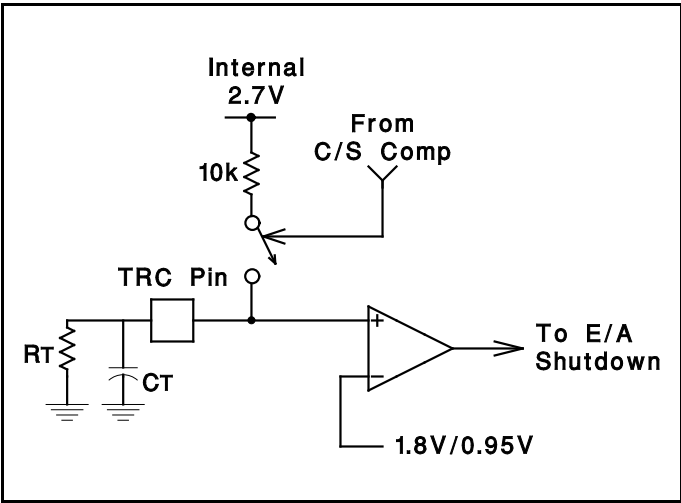 Internal
2.7V
From
C/S Comp
10k
TRC Pin
RT
CT
+
−
To E/A
Shutdown
1.8V/0.95V